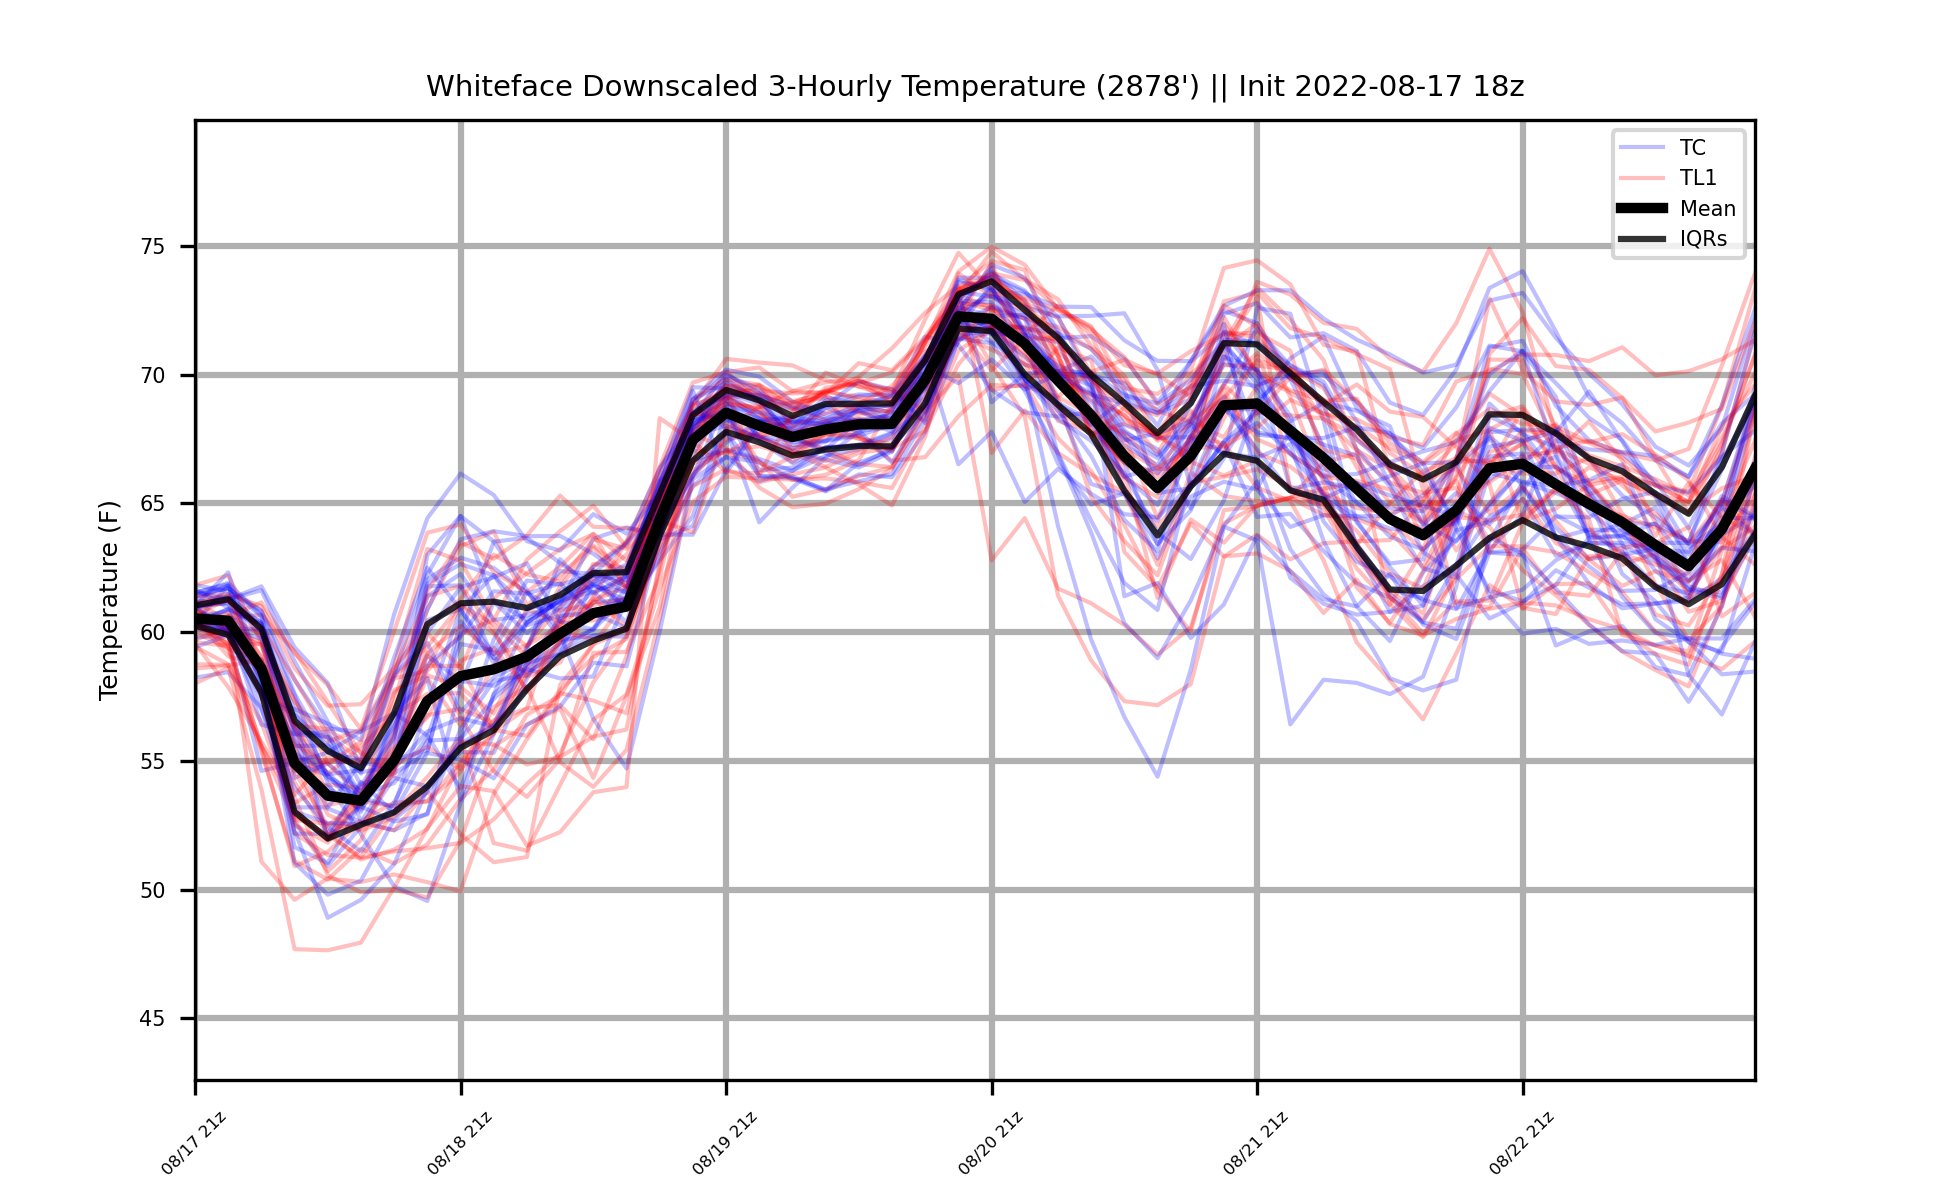 Whiteface Downscaled 3-Hourly Temperature (2878') || Init 2022-08-17 18z
TC
TL1
Mean
IQRs
Temperature (F)
75
70
65
60
55
50
45
08/17 21z
08/18 21z
08/19 21z
08/20 21z
08/21 21z
08/22 21z